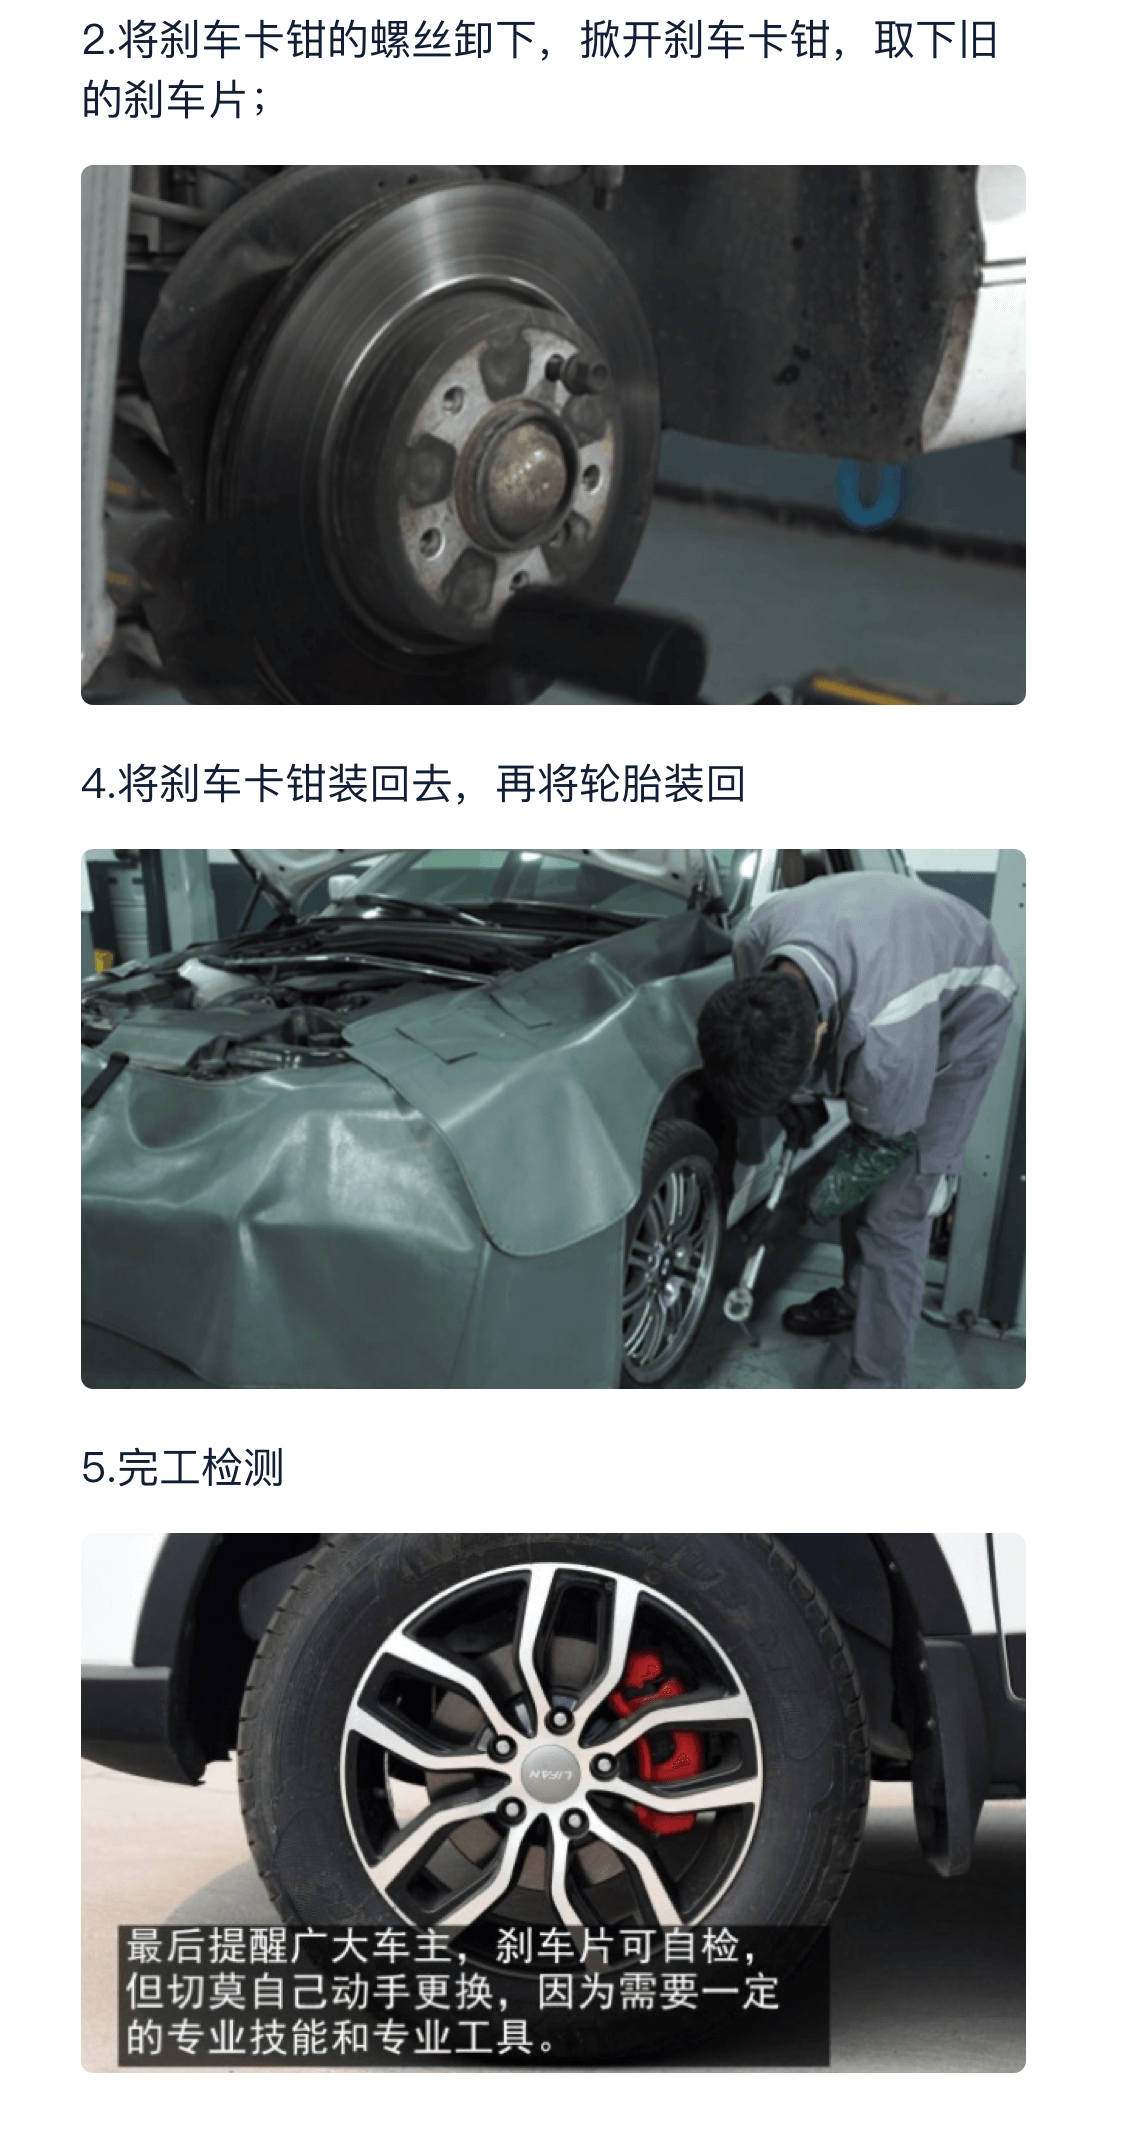 2.将刹车卡钳的螺丝卸下，掀开刹车卡钳，取下旧
的刹车片；
4.将刹车卡钳装回去，再将轮胎装回
5.完工检测
LIFAN
最后提醒广大车主，刹车片可自检，
但切莫自己动手更换，因为需要一定
的专业技能和专业工具。